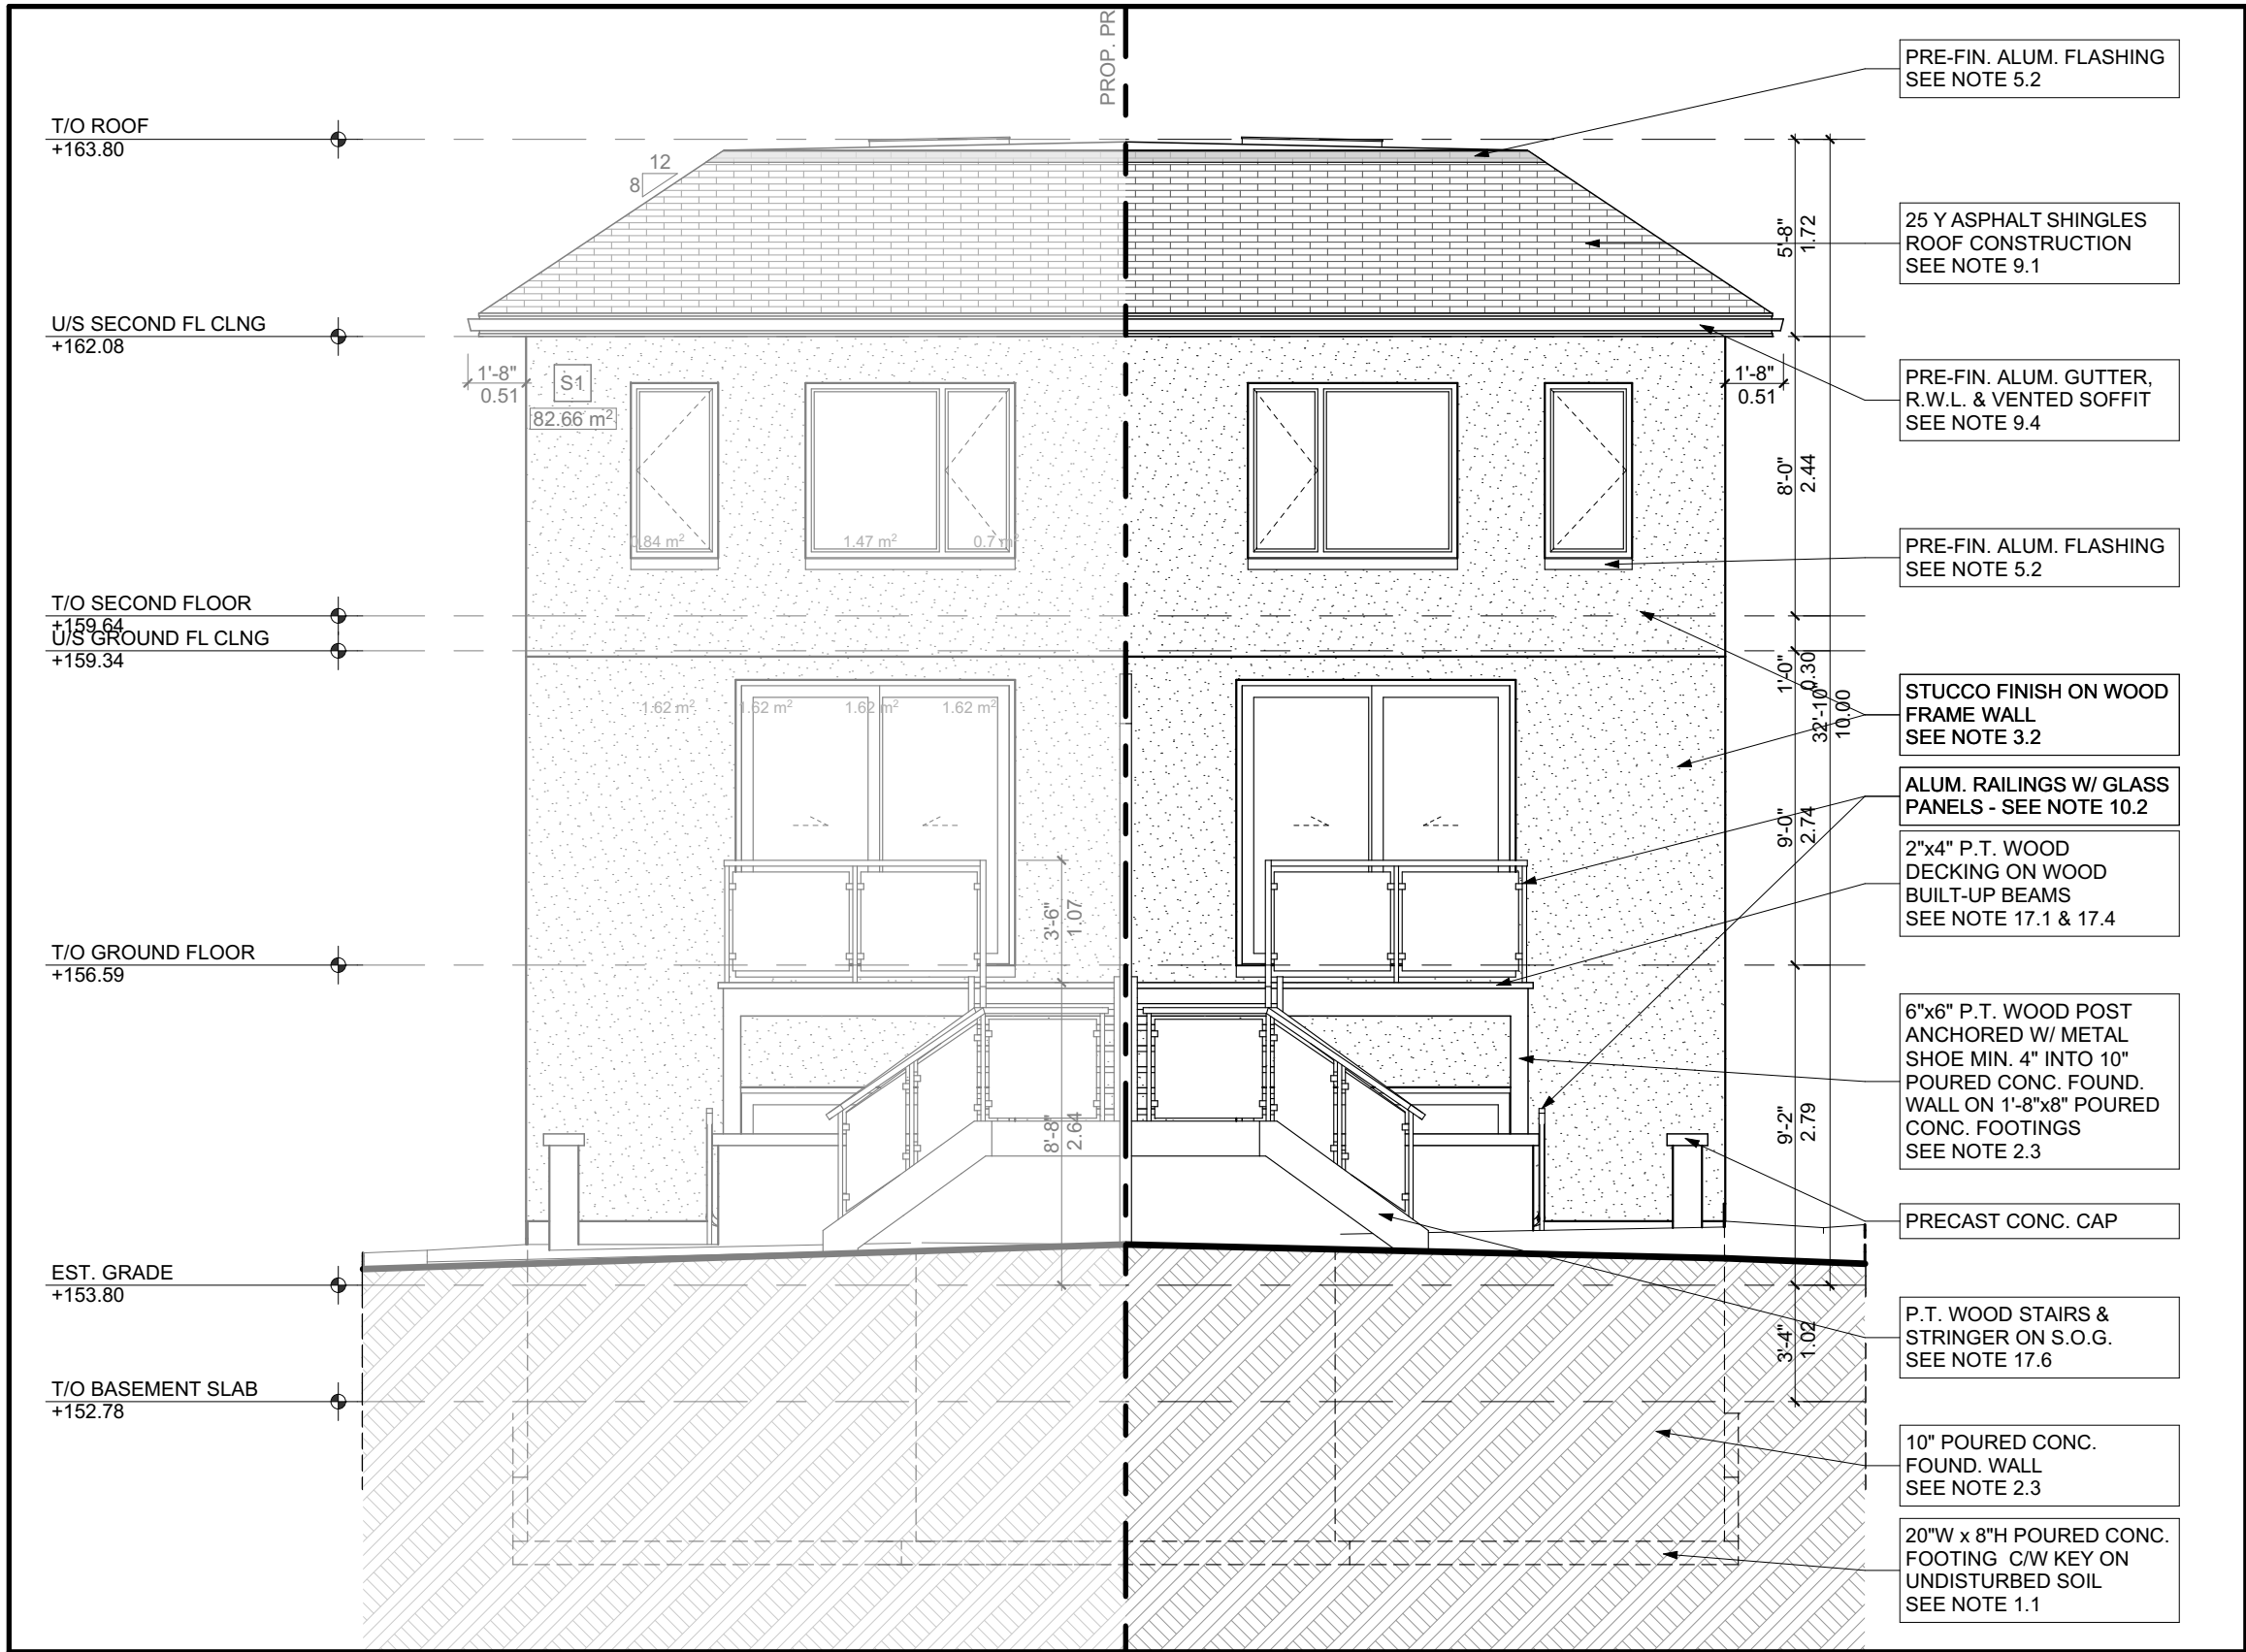 PROP. PR
T/O ROOF
+163.80
U/S SECOND FL CLNG
+162.08
T/O SECOND FLOOR
+159.64
U/S GROUND FL CLNG
+159.34
T/O GROUND FLOOR
+156.59
EST. GRADE
+153.80
T/O BASEMENT SLAB
+152.78
12
8
1'-8"
0.51
S1
82.66 m²
0.84 m²
1.47 m²
0.7 m²
1.62 m²
1.62 m²
1.62 m²
1.62 m²
3'-6"
1.07
8'-8"
2.64
1'-8"
0.51
5'-8"
1.72
8'-0"
2.44
1'-0"
0.30
32'-10"
10.00
9'-0"
2.74
9'-2"
2.79
3'-4"
1.02
PRE-FIN. ALUM. FLASHING
SEE NOTE 5.2
25 Y ASPHALT SHINGLES
ROOF CONSTRUCTION
SEE NOTE 9.1
PRE-FIN. ALUM. GUTTER,
R.W.L. & VENTED SOFFIT
SEE NOTE 9.4
PRE-FIN. ALUM. FLASHING
SEE NOTE 5.2
STUCCO FINISH ON WOOD
FRAME WALL
SEE NOTE 3.2
ALUM. RAILINGS W/ GLASS
PANELS - SEE NOTE 10.2
2"x4" P.T. WOOD
DECKING ON WOOD
BUILT-UP BEAMS
SEE NOTE 17.1 & 17.4
6"x6" P.T. WOOD POST
ANCHORED W/ METAL
SHOE MIN. 4" INTO 10"
POURED CONC. FOUND.
WALL ON 1'-8"x8" POURED
CONC. FOOTINGS
SEE NOTE 2.3
PRECAST CONC. CAP
P.T. WOOD STAIRS &
STRINGER ON S.O.G.
SEE NOTE 17.6
10" POURED CONC.
FOUND. WALL
SEE NOTE 2.3
20"W x 8"H POURED CONC.
FOOTING C/W KEY ON
UNDISTURBED SOIL
SEE NOTE 1.1